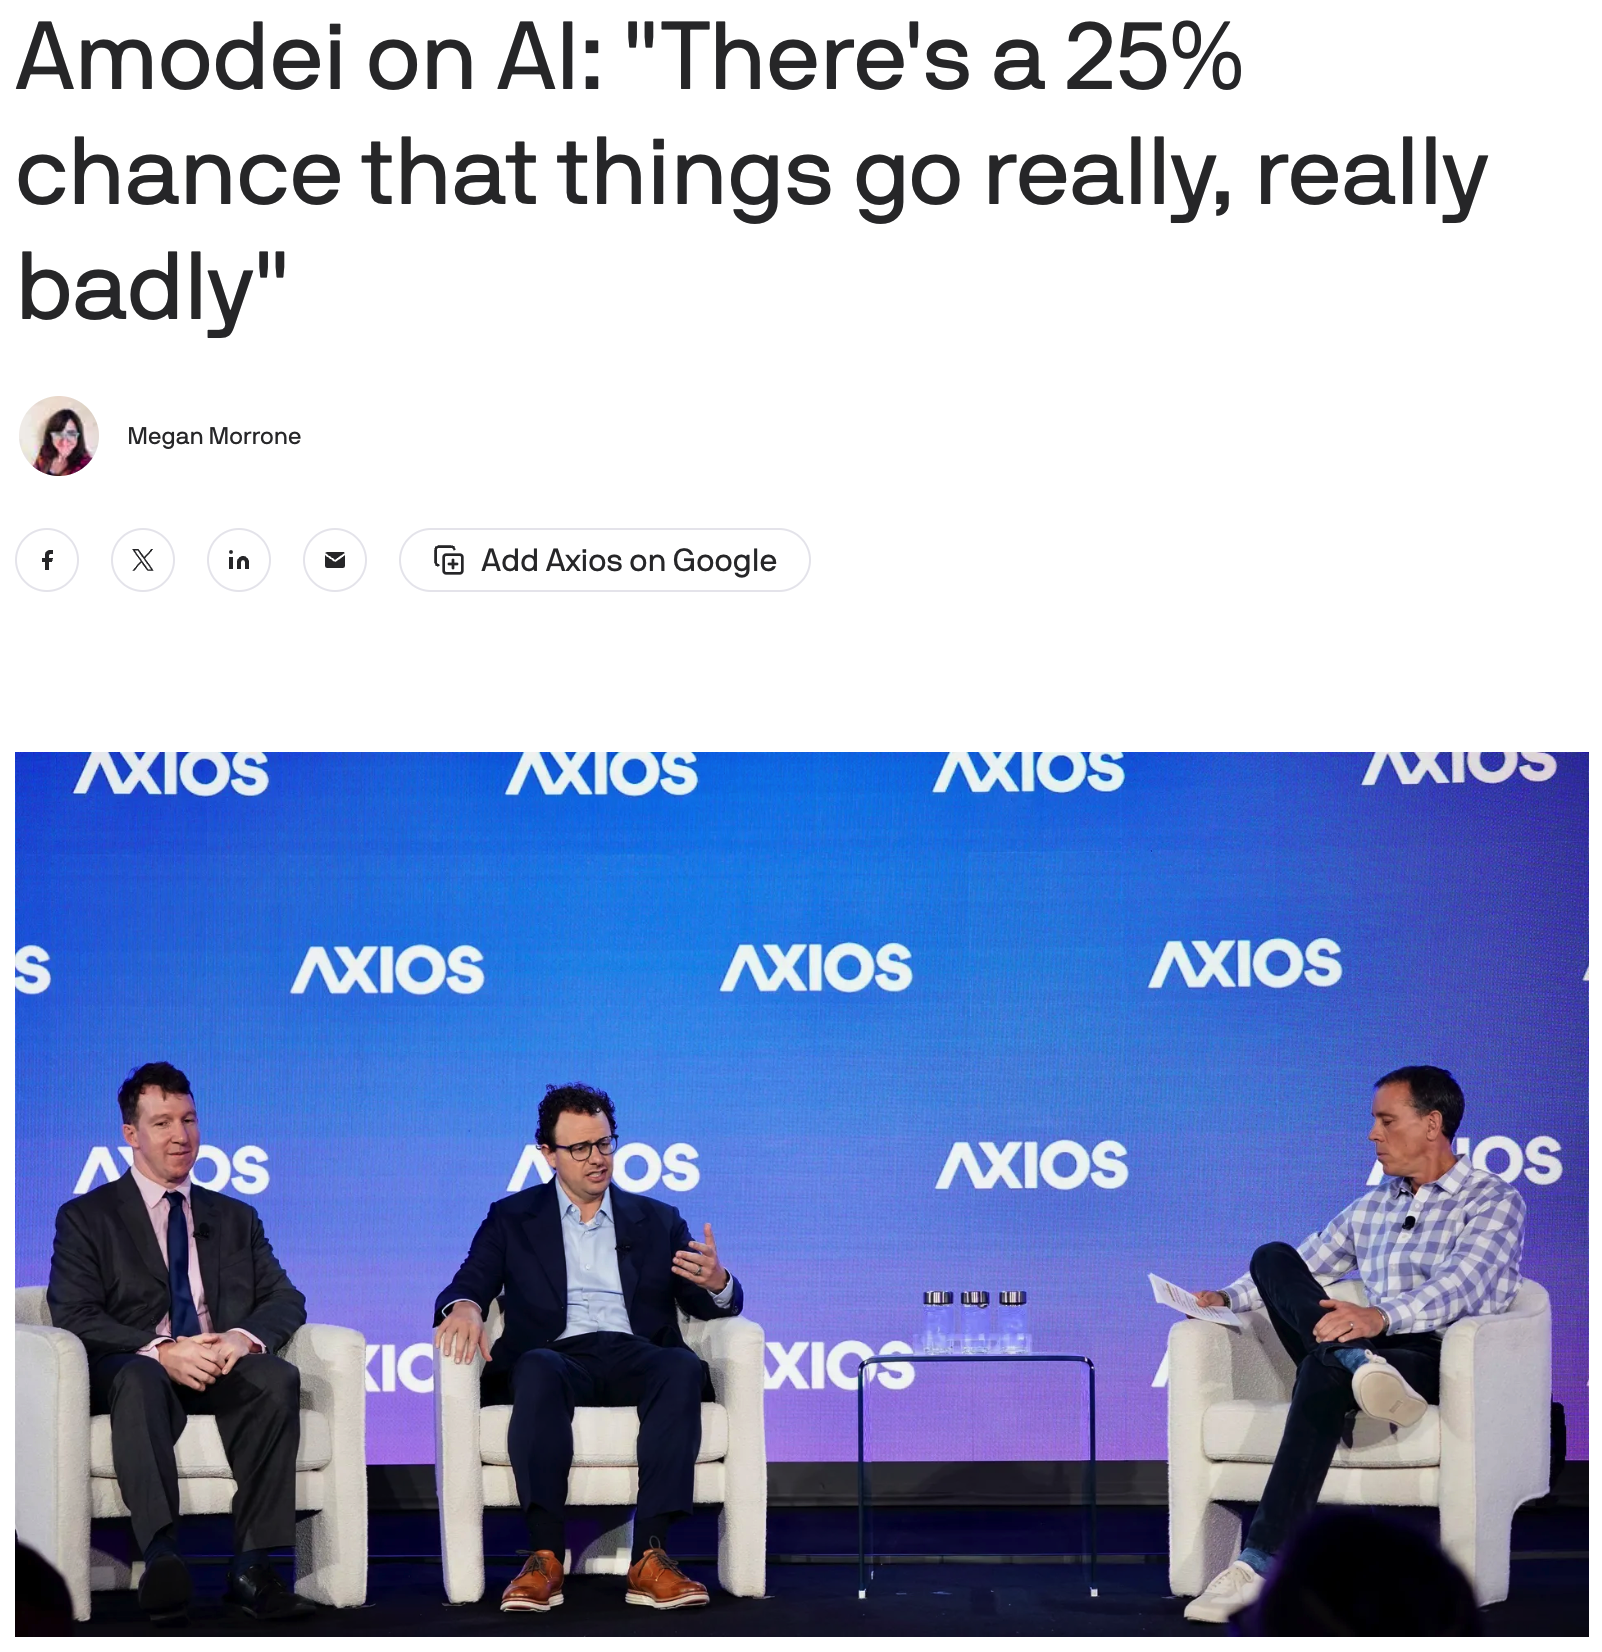 Amodei on AI: "There's a 25%
chance that things go really, really
badly"
Megan Morrone
Add Axios on Google
AXIOS AXIOS AXIOS AXIOS
S AXIOS AXIOS AXIOS
AXIOS AXIOS AXIOS AXIOS
XIO XIOS